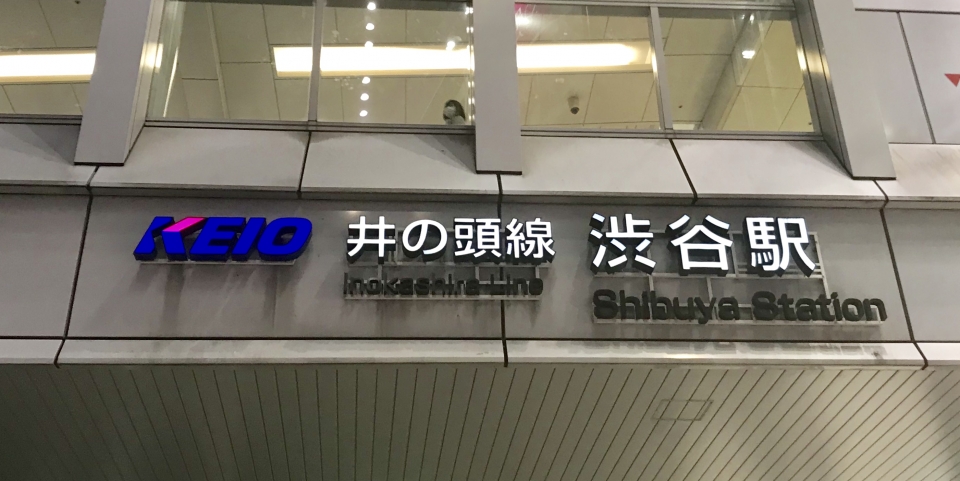 KEIO 井の頭線 渋谷駅
Inokashira Line Shibuya Station